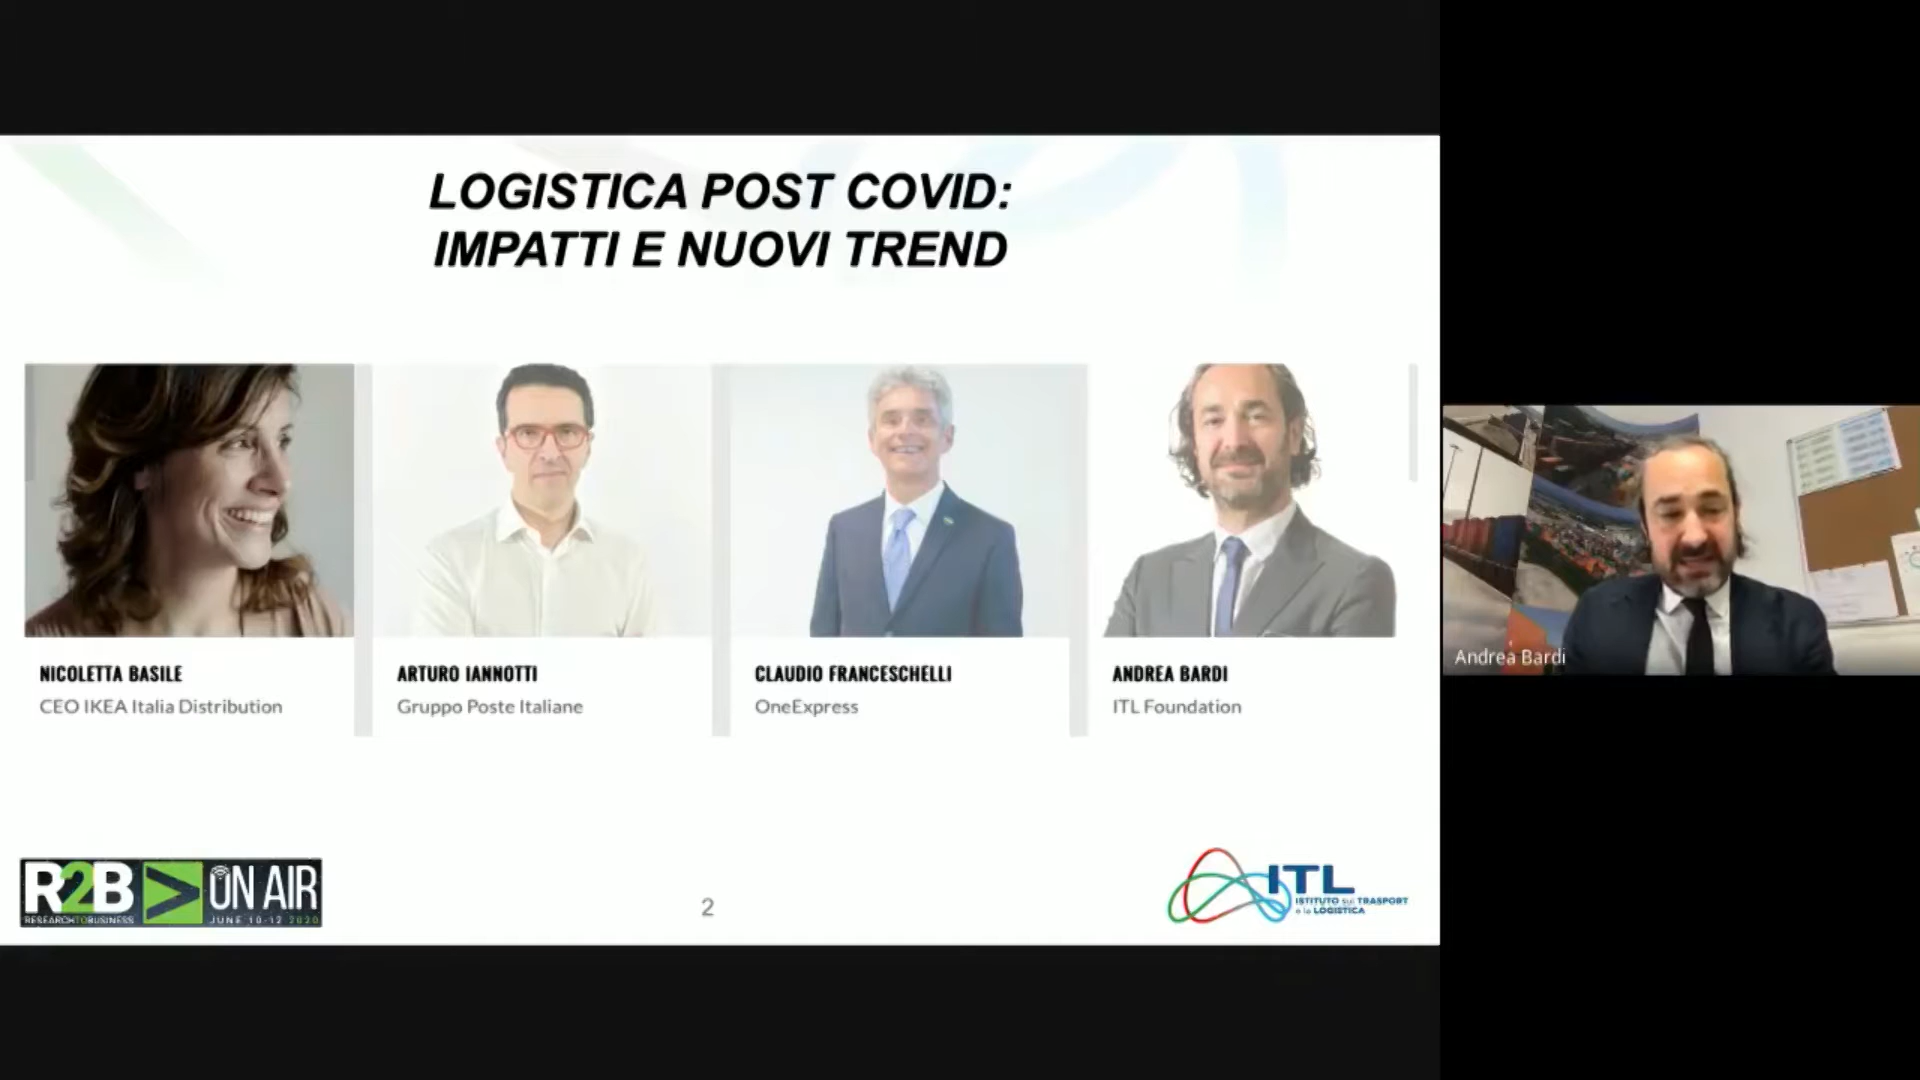 LOGISTICA POST COVID:
IMPATTI E NUOVI TREND
NICOLETTA BASILE
CEO IKEA Italia Distribution
ARTURO IANNOTTI
Gruppo Poste Italiane
CLAUDIO FRANCESCHELLI
OneExpress
ANDREA BARDI
ITL Foundation
Andrea Bardi
R2B ON AIR
RESEARCHTOBUSINESS
JUNE 10-12 2020
2
ITL
ISTITUTO sui TRASPORT
e la LOGISTICA